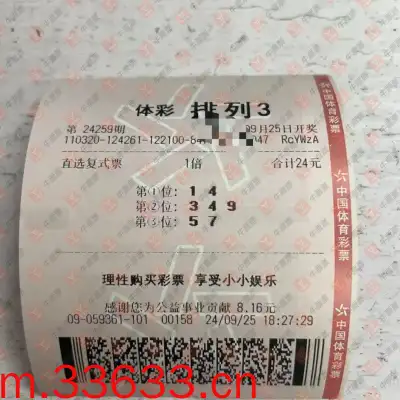 体彩 排列3
第 24259期 09月25日开奖
110320-124261-122100-8 047 RcYWzA
直选复式票 1倍 合计24元
第①位: 1 4
第②位: 3 4 9
第③位: 5 7
理性购买彩票 享受小小娱乐
感谢您为公益事业贡献 8.16元
09-059361-101 00158 24/09/25 18:27:29
中国体育彩票
中国体育彩票
m.33633.cn